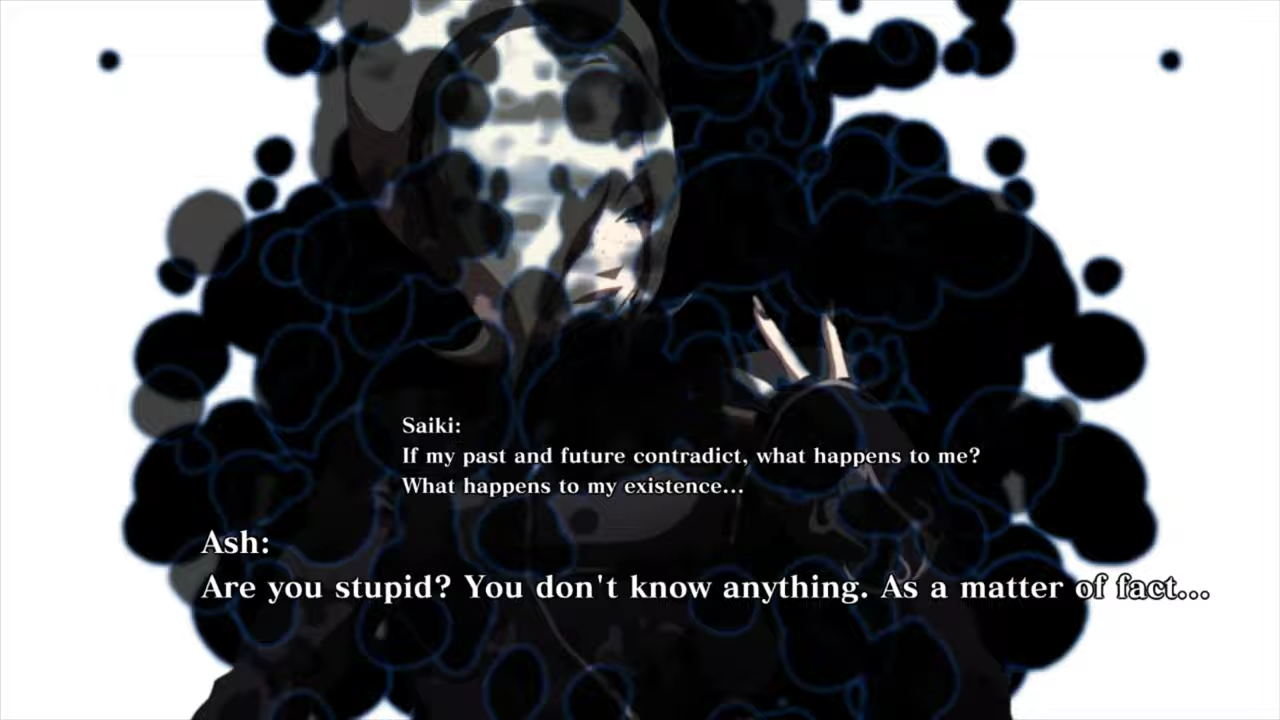 Saiki:
If my past and future contradict, what happens to me?
What happens to my existence...
Ash:
Are you stupid? You don't know anything. As a matter of fact...